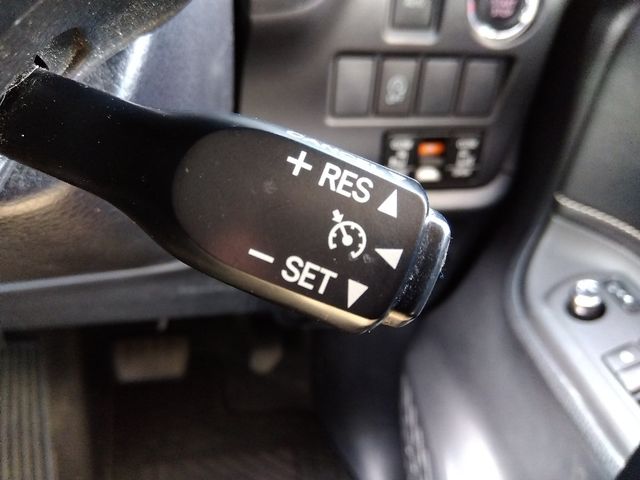 + RES
- SET